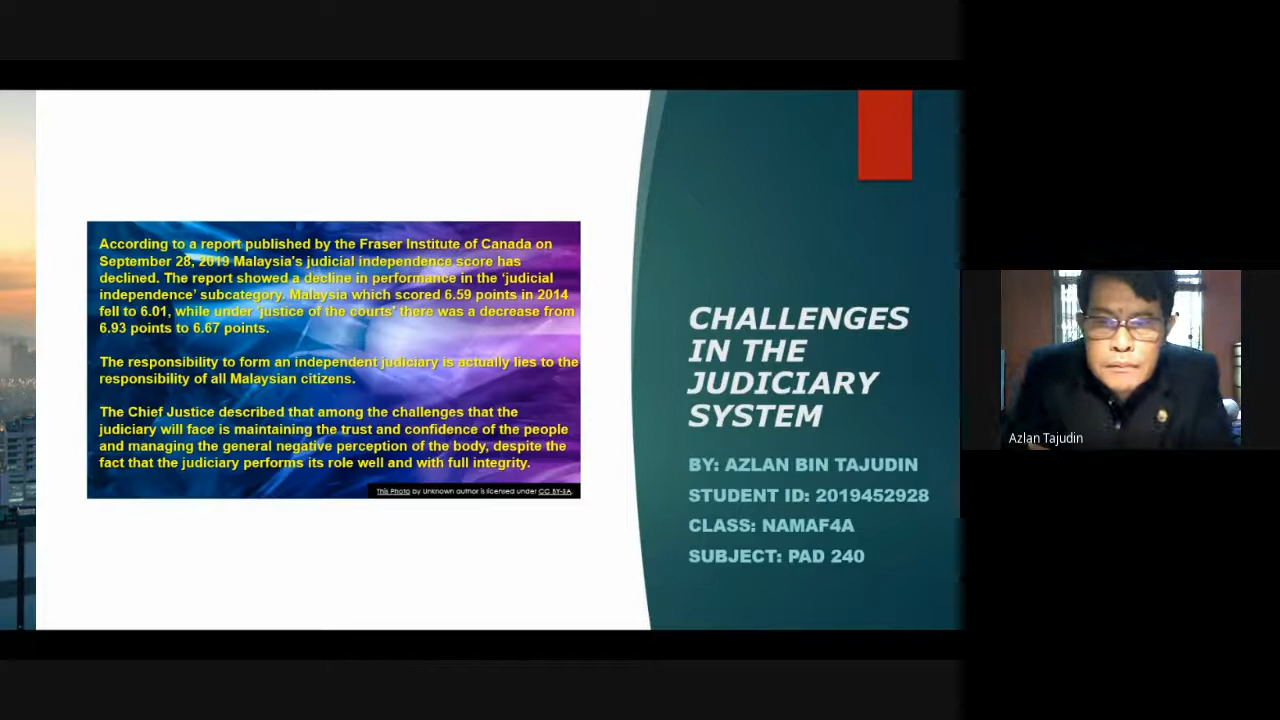 According to a report published by the Fraser Institute of Canada on
September 28, 2019 Malaysia's judicial independence score has
declined. The report showed a decline in performance in the 'judicial
independence' subcategory. Malaysia which scored 6.59 points in 2014
fell to 6.01, while under 'justice of the courts' there was a decrease from
6.93 points to 6.67 points.
The responsibility to form an independent judiciary is actually lies to the
responsibility of all Malaysian citizens.
The Chief Justice described that among the challenges that the
judiciary will face is maintaining the trust and confidence of the people
and managing the general negative perception of the body, despite the
fact that the judiciary performs its role well and with full integrity.
This Photo by Unknown author is licensed under CC BY-SA.
CHALLENGES
IN THE
JUDICIARY
SYSTEM
BY: AZLAN BIN TAJUDIN
STUDENT ID: 2019452928
CLASS: NAMAF4A
SUBJECT: PAD 240
Azlan Tajudin